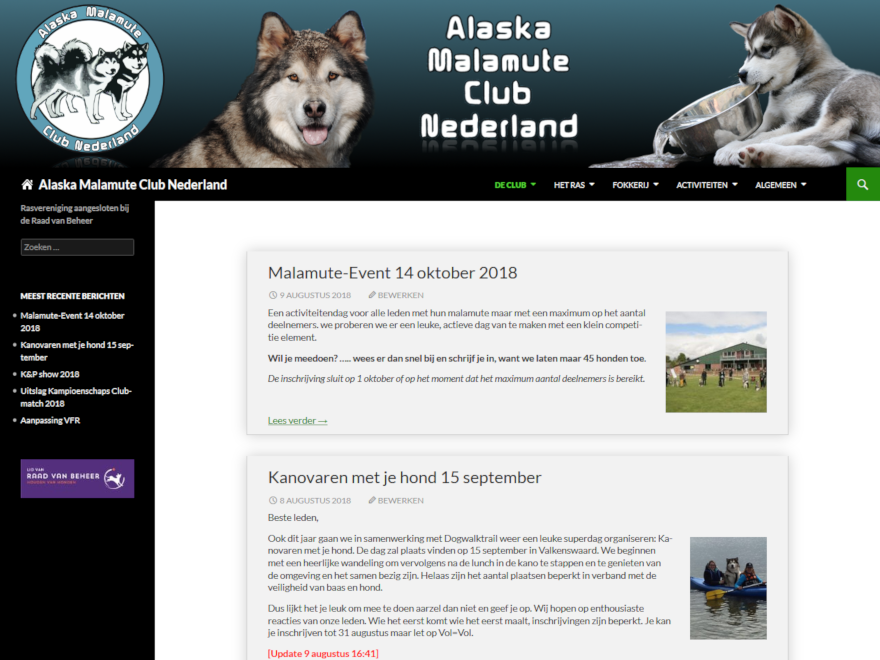 Alaska Malamute
Club Nederland
Alaska
Malamute
Club
Nederland
Alaska Malamute Club Nederland
DE CLUB
HET RAS
FOKKERIJ
ACTIVITEITEN
ALGEMEEN
Rasvereniging aangesloten bij
de Raad van Beheer
Zoeken ...
MEEST RECENTE BERICHTEN
Malamute-Event 14 oktober
2018
Kanovaren met je hond 15 sep-
tember
K&P show 2018
Uitslag Kampioenschaps Club-
match 2018
Aanpassing VFR
LID VAN
RAAD VAN BEHEER
Malamute-Event 14 oktober 2018
9 AUGUSTUS 2018 BEWERKEN
Een activiteitendag voor alle leden met hun malamute maar met een maximum op het aantal
deelnemers. we proberen we er een leuke, actieve dag van te maken met een klein competi-
tie element.
Wil je meedoen? ..... wees er dan snel bij en schrijf je in, want we laten maar 45 honden toe.
De inschrijving sluit op 1 oktober of op het moment dat het maximum aantal deelnemers is bereikt.
Lees verder →
Kanovaren met je hond 15 september
8 AUGUSTUS 2018 BEWERKEN
Beste leden,
Ook dit jaar gaan we in samenwerking met Dogwalktrail weer een leuke superdag organiseren: Ka-
novaren met je hond. De dag zal plaats vinden op 15 september in Valkenswaard. We beginnen
met een heerlijke wandeling om vervolgens na de lunch in de kano te stappen en te genieten van
de omgeving en het samen bezig zijn. Helaas zijn het aantal plaatsen beperkt in verband met de
veiligheid van baas en hond.
Dus lijkt het je leuk om mee te doen aarzel dan niet en geef je op. Wij hopen op enthousiaste
reacties van onze leden. Wie het eerst komt wie het eerst maalt, inschrijvingen zijn beperkt. Je kan
je inschrijven tot 31 augustus maar let op Vol=Vol.
[Update 9 augustus 16:41]